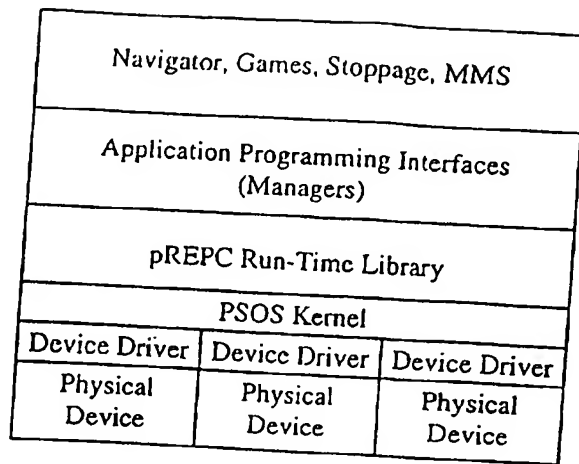 Navigator, Games, Stoppage, MMS
Application Programming Interfaces
(Managers)
pREPC Run-Time Library
PSOS Kernel
Device Driver Device Driver Device Driver
Physical Physical Physical
Device Device Device